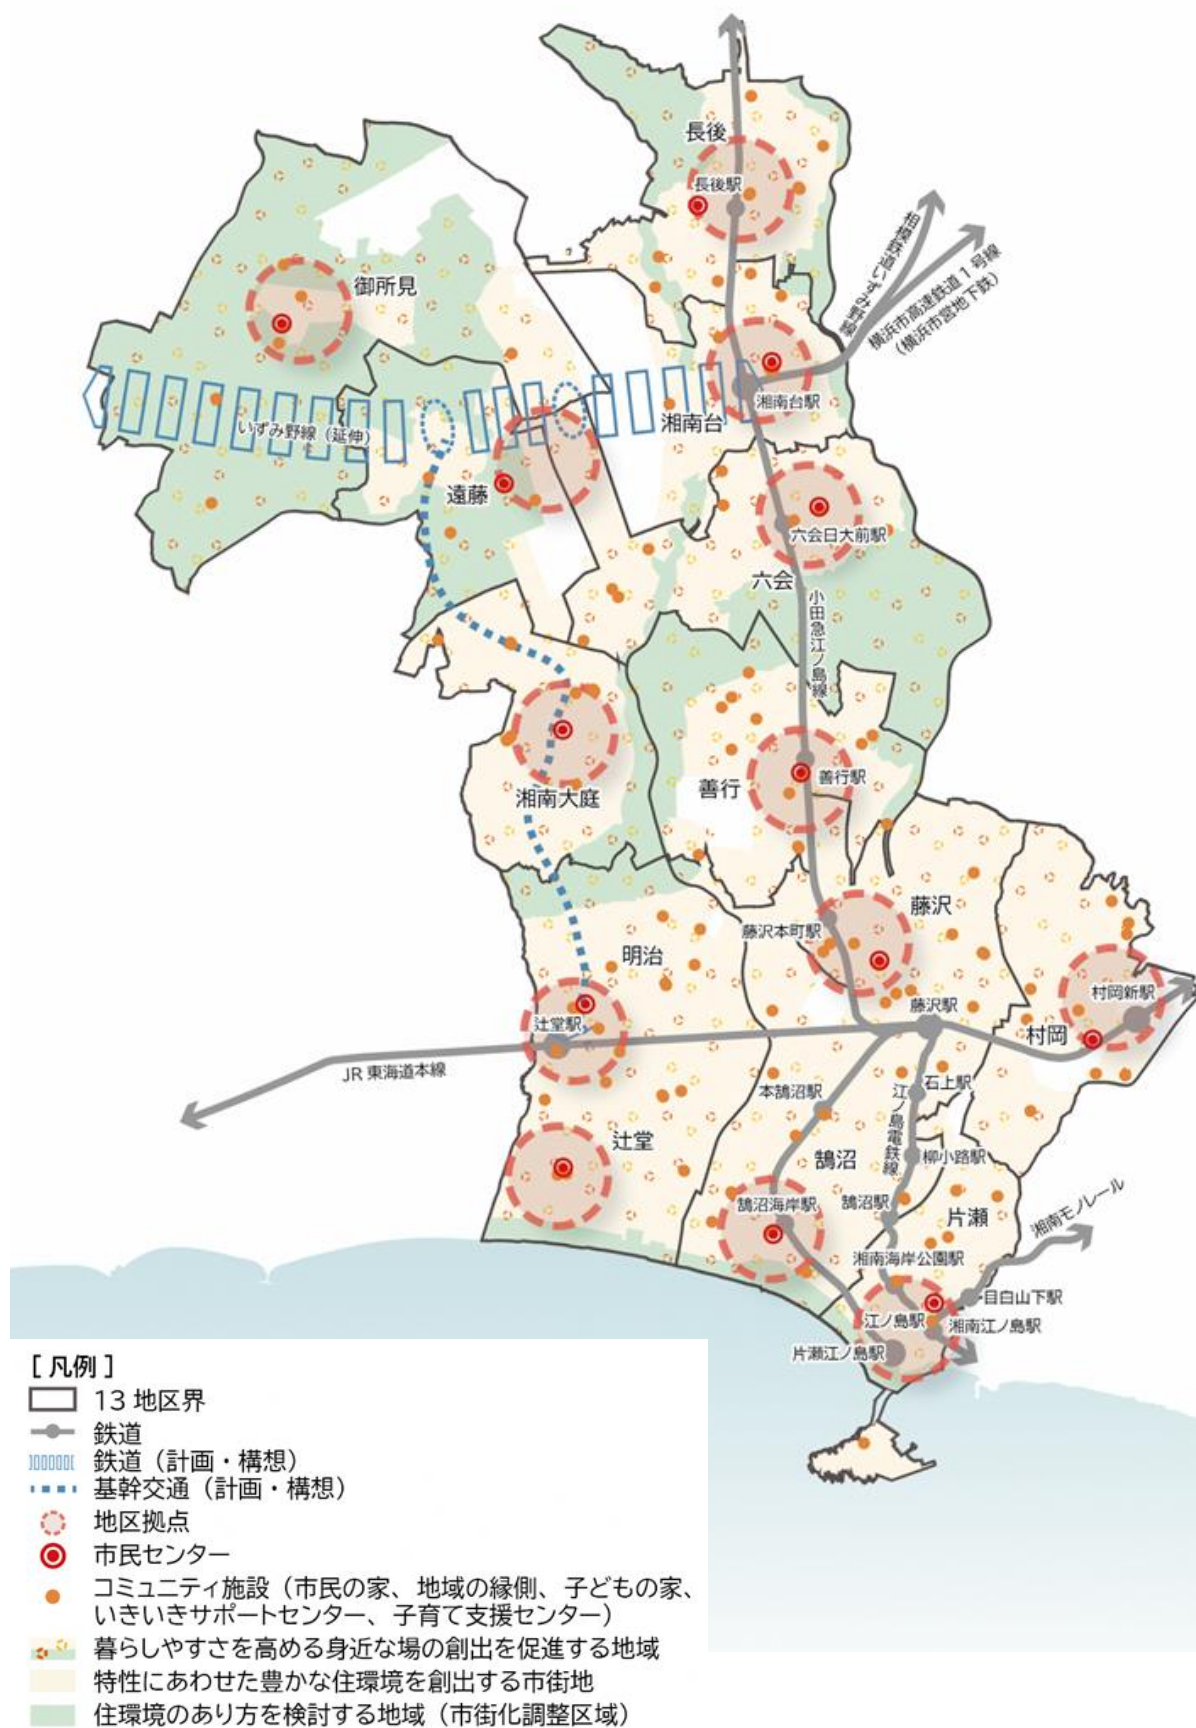 長後
長後駅
相模鉄道いずみ野線
横浜市高速鉄道1号線
（横浜市営地下鉄）
御所見
湘南台駅
湘南台
いずみ野線（延伸）
遠藤
六会日大前駅
六会
小田急江ノ島線
善行駅
善行
湘南大庭
藤沢
藤沢本町駅
明治
村岡新駅
藤沢駅
辻堂駅
村岡
JR東海道本線
石上駅
本鵠沼駅
江ノ島電鉄線
辻堂
鵠沼
柳小路駅
鵠沼海岸駅
鵠沼駅
片瀬
湘南モノレール
湘南海岸公園駅
目白山下駅
江ノ島駅
湘南江ノ島駅
片瀬江ノ島駅
［凡例］
13地区界
鉄道
鉄道（計画・構想）
基幹交通（計画・構想）
地区拠点
市民センター
コミュニティ施設（市民の家、地域の縁側、子どもの家、
いきいきサポートセンター、子育て支援センター）
暮らしやすさを高める身近な場の創出を促進する地域
特性にあわせた豊かな住環境を創出する市街地
住環境のあり方を検討する地域（市街化調整区域）